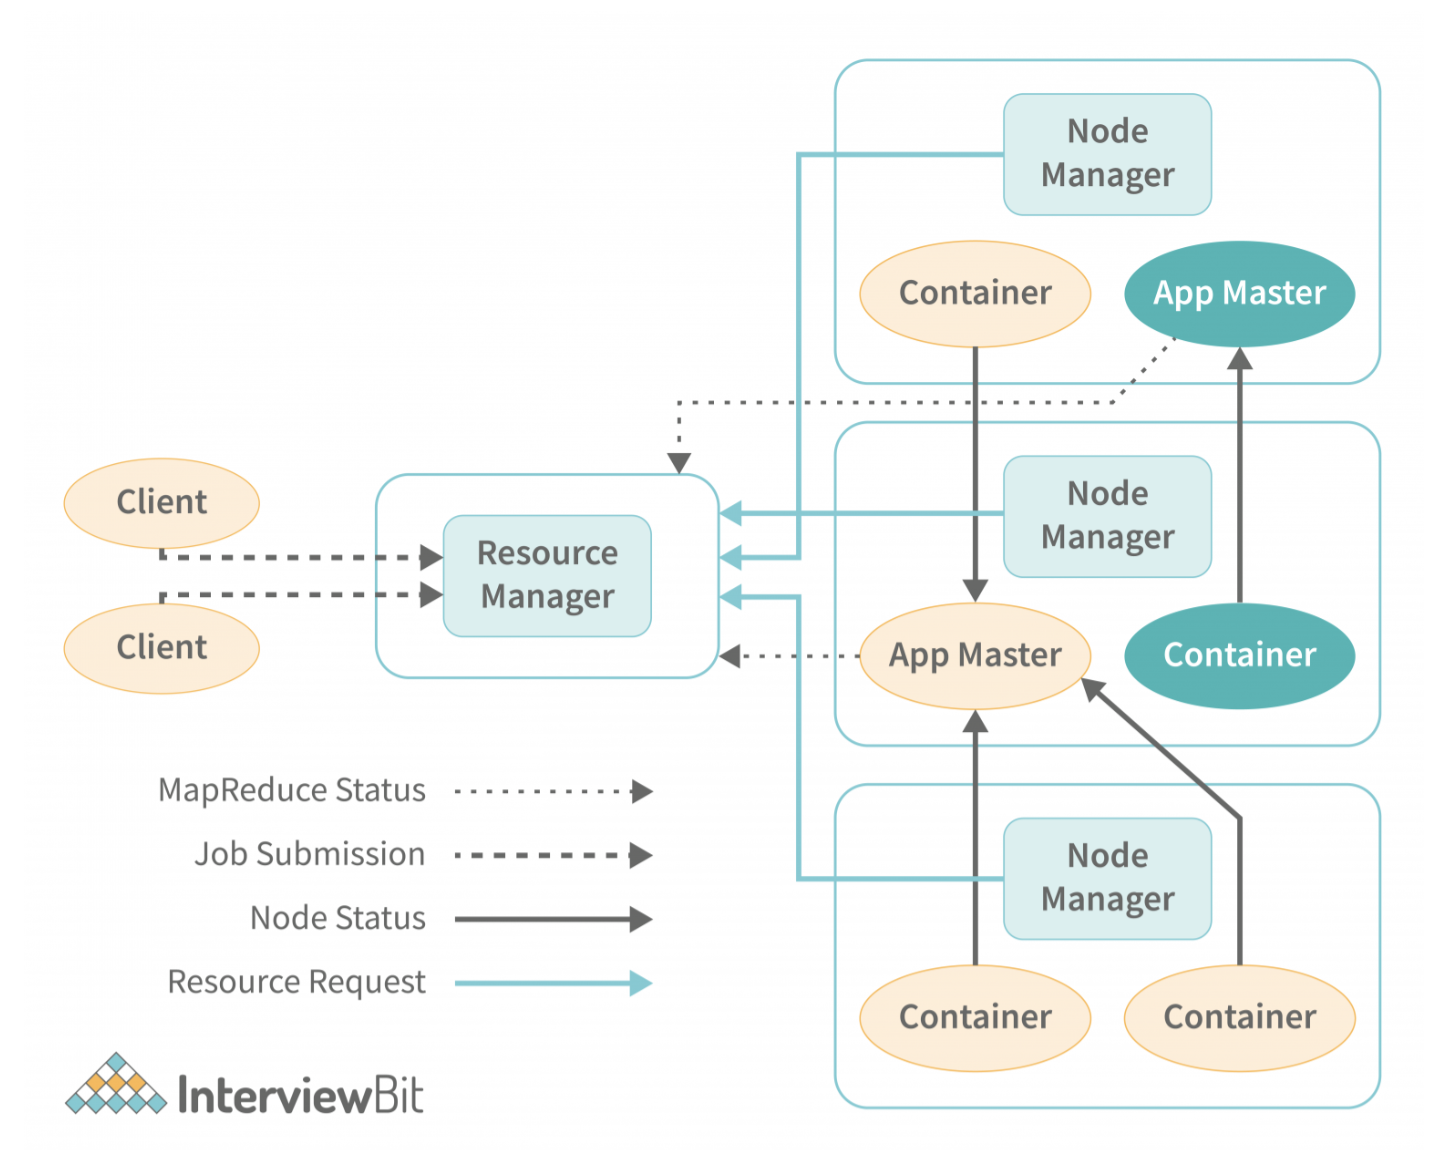 Node
Manager
Container
App Master
Node
Manager
Client
Resource
Manager
Client
App Master
Container
MapReduce Status
Job Submission
Node Status
Resource Request
Node
Manager
Container
Container
InterviewBit